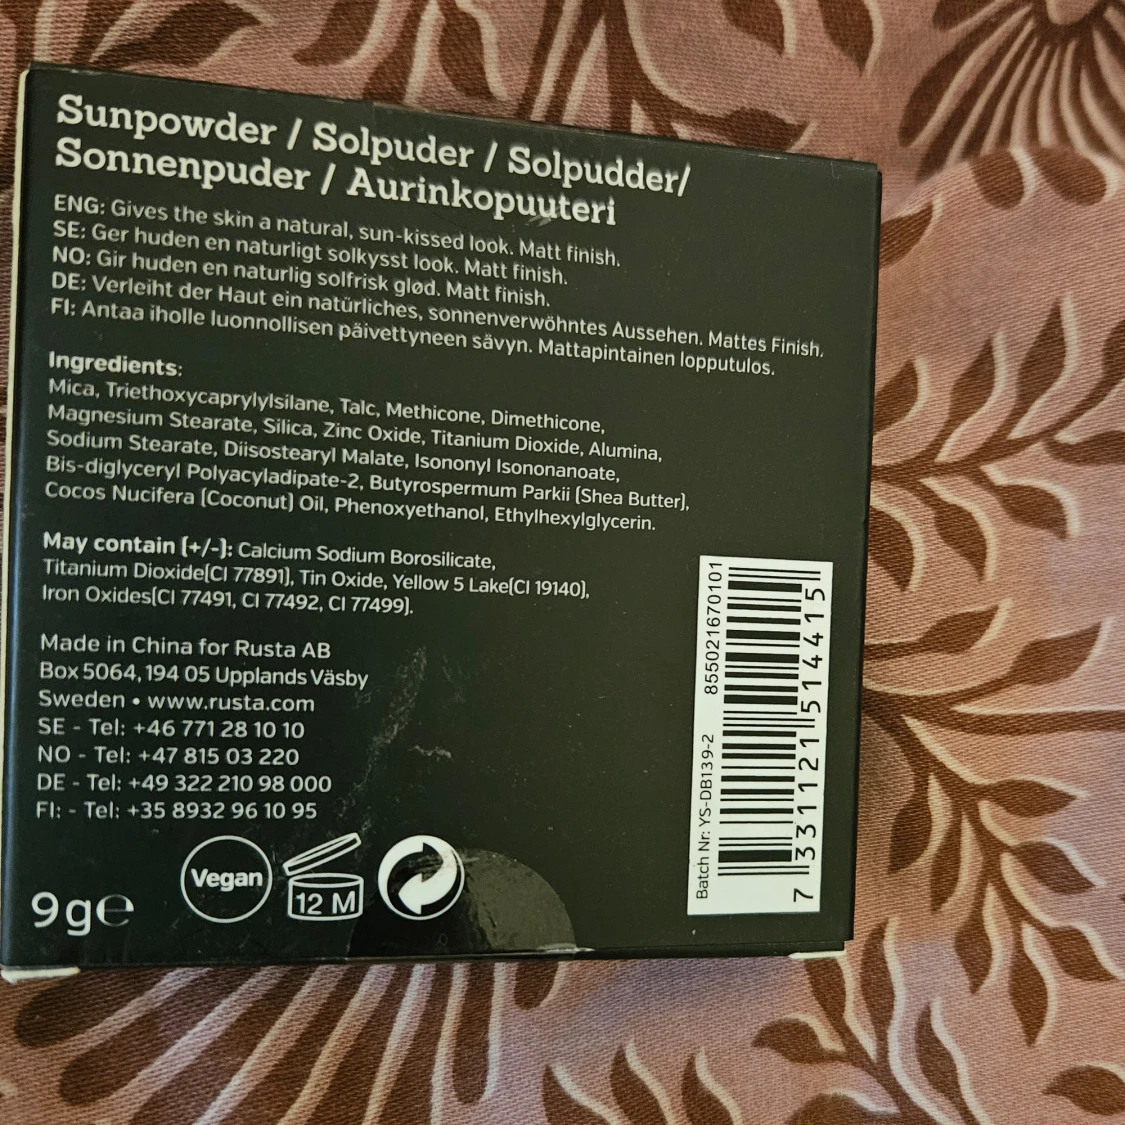 Sunpowder / Solpuder / Solpudder/
Sonnenpuder / Aurinkopuuteri
ENG: Gives the skin a natural, sun-kissed look. Matt finish.
SE: Ger huden en naturligt solkysst look. Matt finish.
NO: Gir huden en naturlig solfrisk glød. Matt finish.
DE: Verleiht der Haut ein natürliches, sonnenverwöhntes Aussehen. Mattes Finish.
FI: Antaa iholle luonnollisen päivettyneen sävyn. Mattapintainen lopputulos.
Ingredients:
Mica, Triethoxycaprylylsilane, Talc, Methicone, Dimethicone,
Magnesium Stearate, Silica, Zinc Oxide, Titanium Dioxide, Alumina,
Sodium Stearate, Diisostearyl Malate, Isononyl Isononanoate,
Bis-diglyceryl Polyacyladipate-2, Butyrospermum Parkii (Shea Butter),
Cocos Nucifera (Coconut) Oil, Phenoxyethanol, Ethylhexylglycerin.
May contain (+/-): Calcium Sodium Borosilicate,
Titanium Dioxide(CI 77891), Tin Oxide, Yellow 5 Lake(CI 19140),
Iron Oxides(CI 77491, CI 77492, CI 77499).
Made in China for Rusta AB
Box 5064, 194 05 Upplands Väsby
Sweden • www.rusta.com
SE - Tel: +46 771 28 10 10
NO - Tel: +47 815 03 220
DE - Tel: +49 322 210 98 000
FI: - Tel: +35 8932 96 10 95
Vegan
12 M
9g℮
Batch Nr: YS-DB139-2 855021670101
7 331121 514415